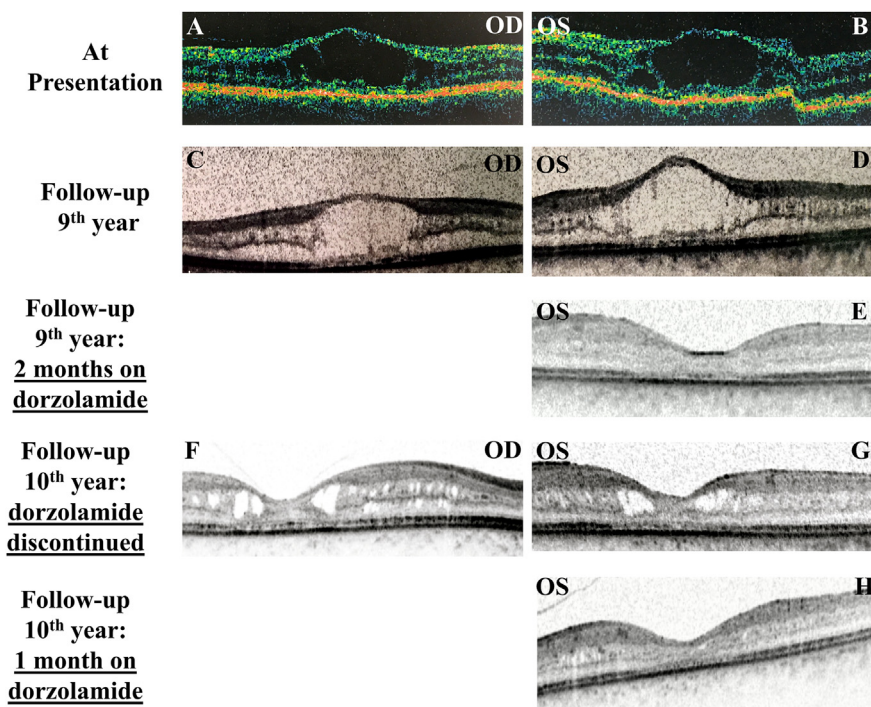 At
Presentation
A
OD
OS
B
Follow-up
9th year
C
OD
OS
D
Follow-up
9th year:
2 months on
dorzolamide
OS
E
Follow-up
10th year:
dorzolamide
discontinued
F
OD
OS
G
Follow-up
10th year:
1 month on
dorzolamide
OS
H